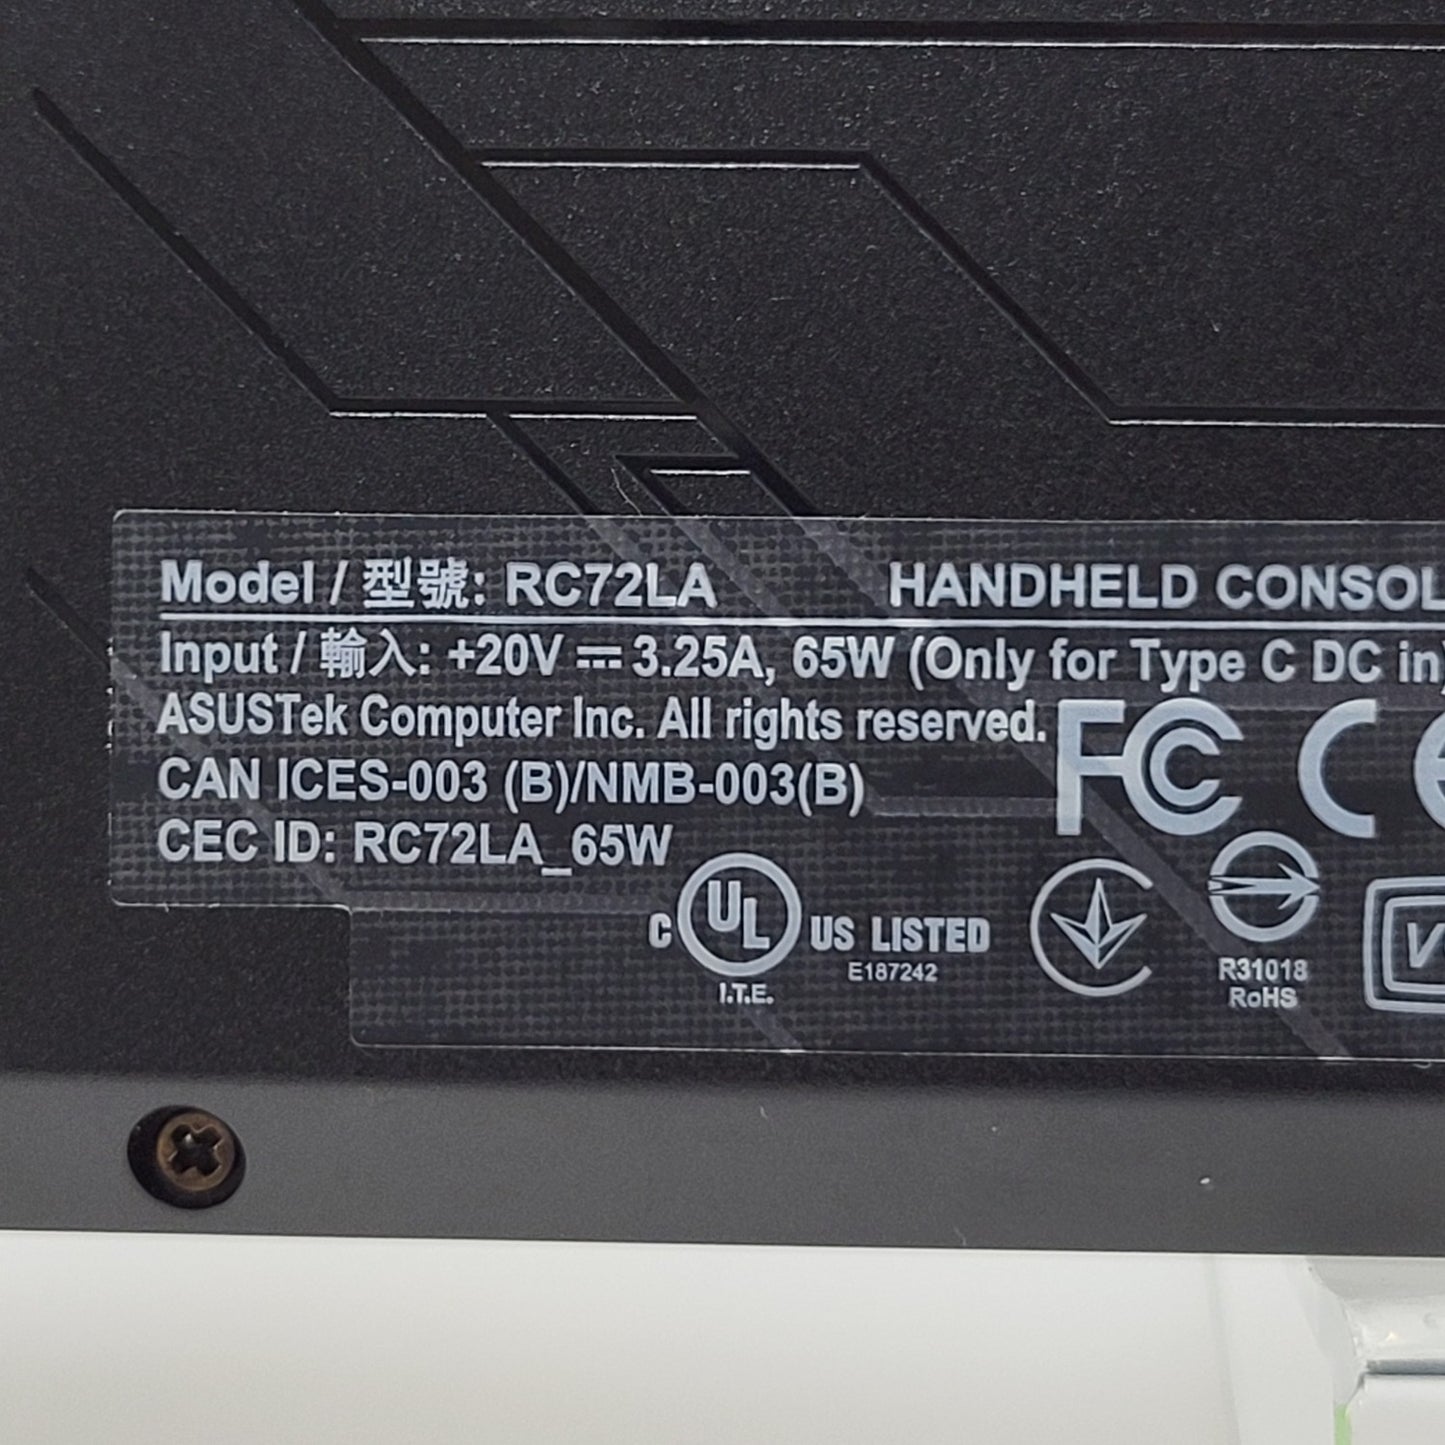 Model / 型號: RC72LA HANDHELD CONSOL
Input / 輸入: +20V ⎓ 3.25A, 65W (Only for Type C DC in)
ASUSTek Computer Inc. All rights reserved.
FC CE
CAN ICES-003 (B)/NMB-003(B)
CEC ID: RC72LA_65W
C UL US LISTED
E187242
I.T.E.
R31018
RoHS
V